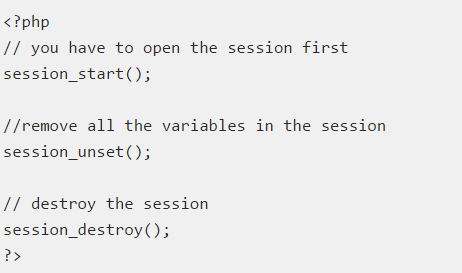 <?php
// you have to open the session first
session_start();
//remove all the variables in the session
session_unset();
// destroy the session
session_destroy();
?>